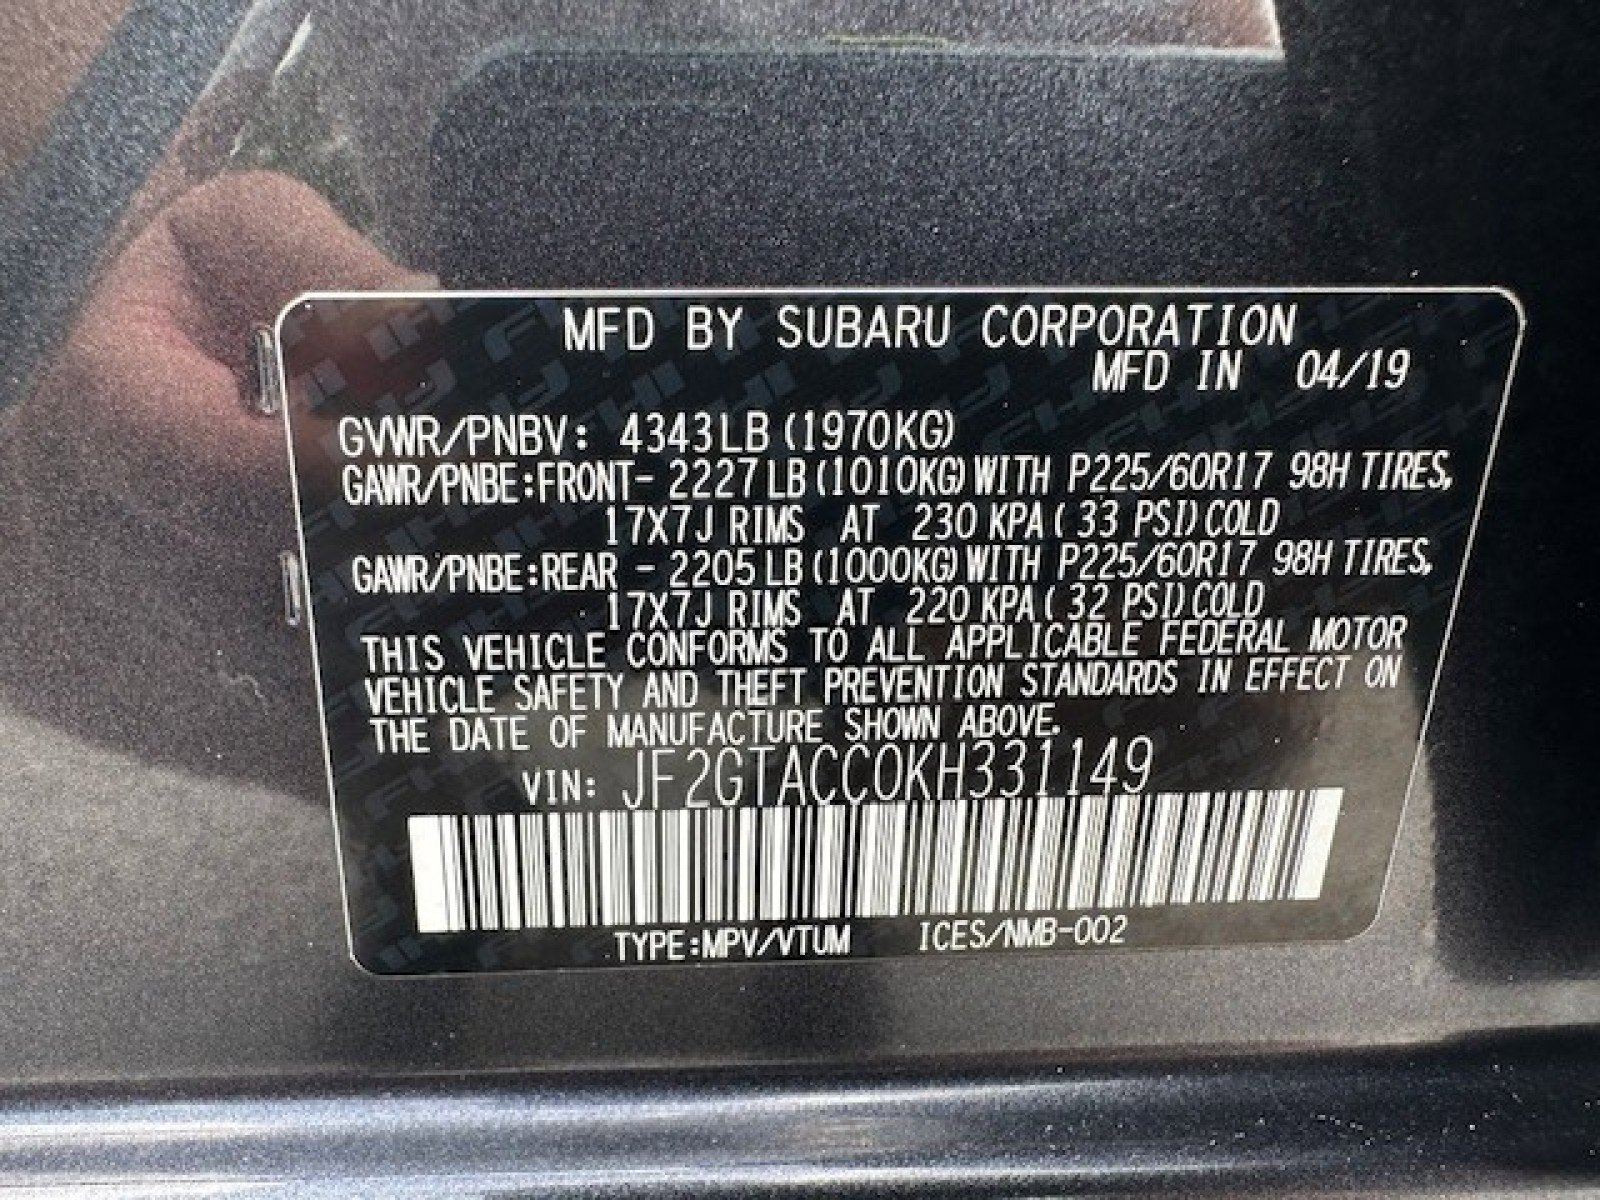 MFD BY SUBARU CORPORATION
MFD IN 04/19
GVWR/PNBV: 4343LB (1970KG)
GAWR/PNBE:FRONT- 2227LB (1010KG) WITH P225/60R17 98H TIRES,
17X7J RIMS AT 230 KPA ( 33 PSI) COLD
GAWR/PNBE:REAR - 2205LB (1000KG) WITH P225/60R17 98H TIRES,
17X7J RIMS AT 220 KPA ( 32 PSI) COLD
THIS VEHICLE CONFORMS TO ALL APPLICABLE FEDERAL MOTOR
VEHICLE SAFETY AND THEFT PREVENTION STANDARDS IN EFFECT ON
THE DATE OF MANUFACTURE SHOWN ABOVE.
VIN: JF2GTACC0KH331149
TYPE:MPV/VTUM ICES/NMB-002